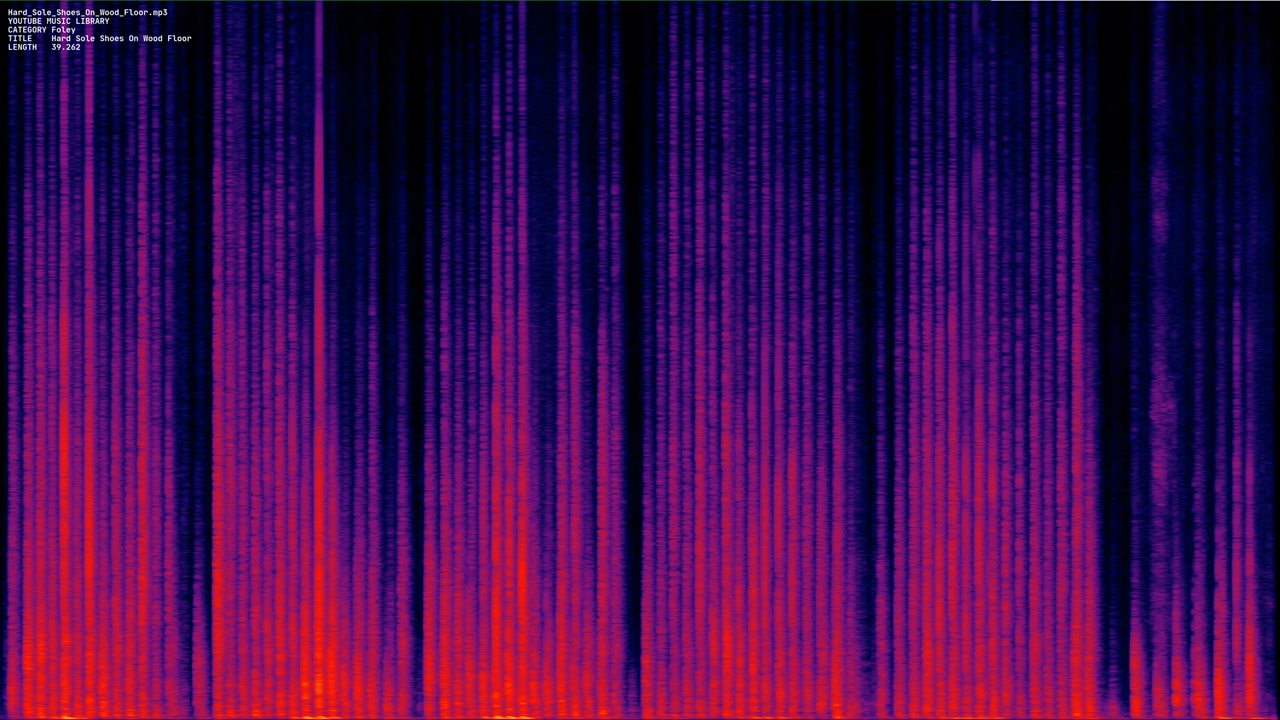 Hard_Sole_Shoes_On_Wood_Floor.mp3
YOUTUBE MUSIC LIBRARY
CATEGORY Foley
TITLE Hard Sole Shoes On Wood Floor
LENGTH 39.262